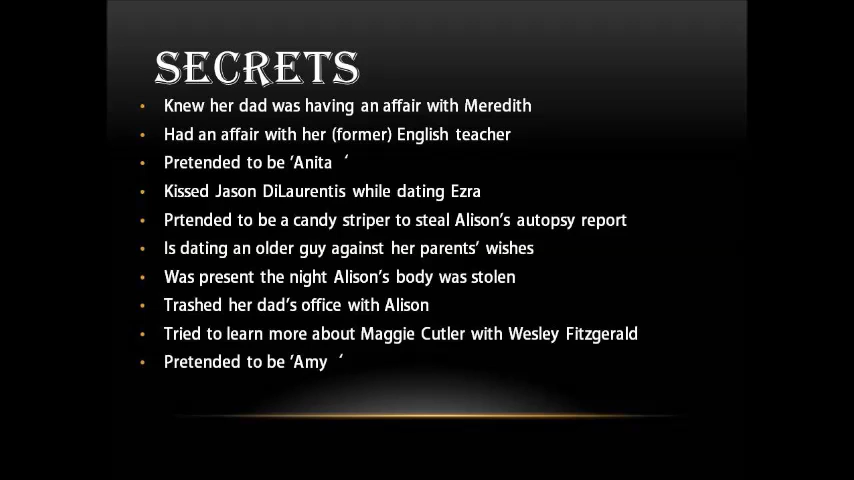 SECRETS
• Knew her dad was having an affair with Meredith
• Had an affair with her (former) English teacher
• Pretended to be ‘Anita ‘
• Kissed Jason DiLaurentis while dating Ezra
• Prtended to be a candy striper to steal Alison’s autopsy report
• Is dating an older guy against her parents’ wishes
• Was present the night Alison’s body was stolen
• Trashed her dad’s office with Alison
• Tried to learn more about Maggie Cutler with Wesley Fitzgerald
• Pretended to be ‘Amy ‘